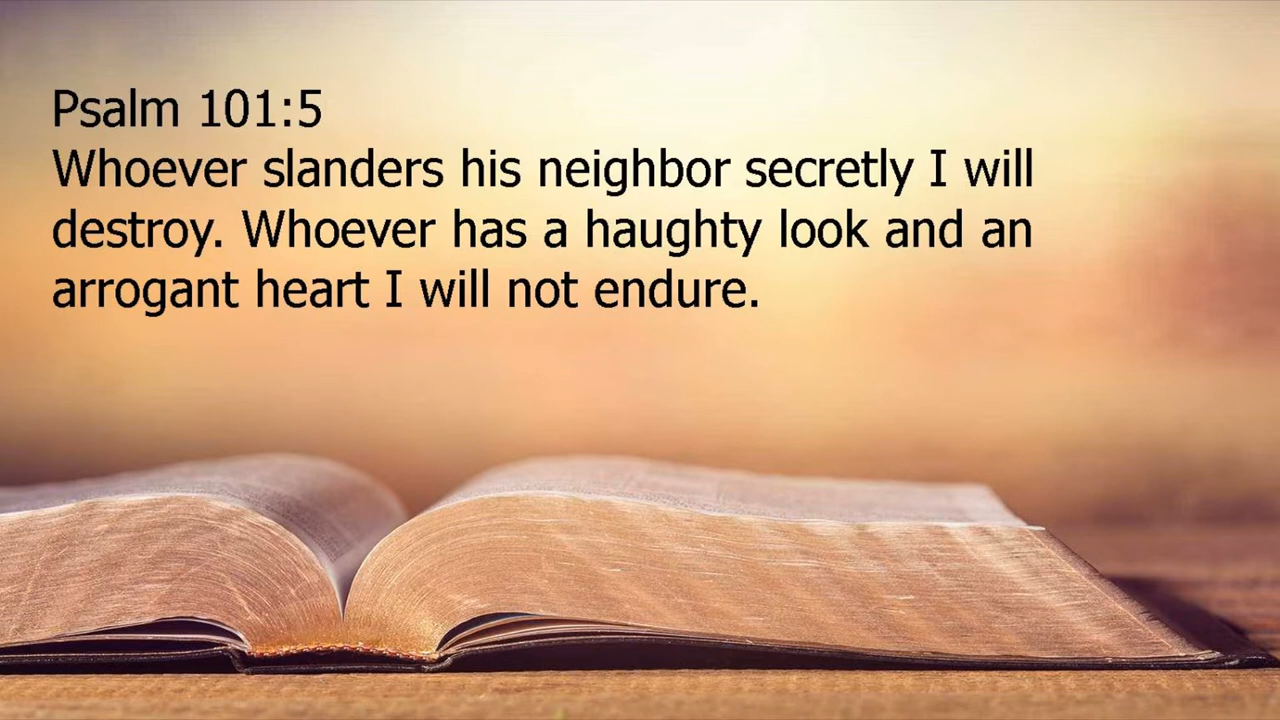 Psalm 101:5
Whoever slanders his neighbor secretly I will
destroy. Whoever has a haughty look and an
arrogant heart I will not endure.